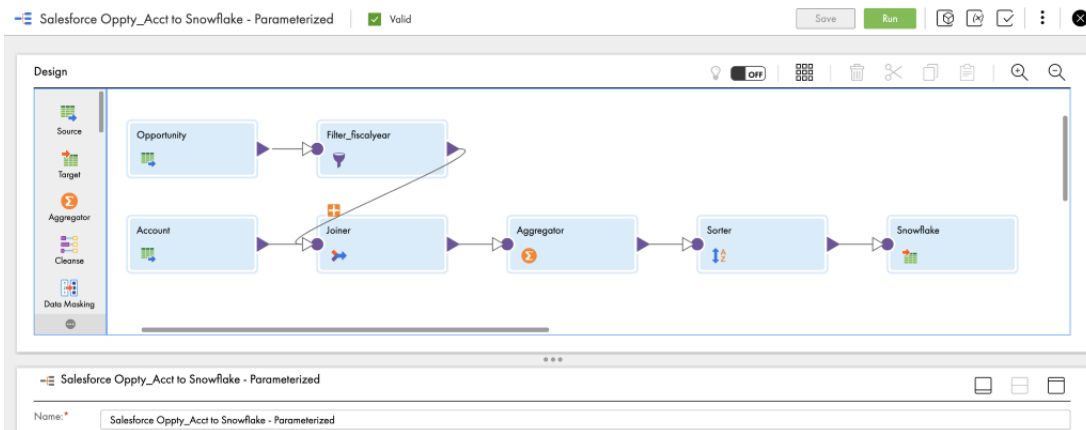 Salesforce Oppty_Acct to Snowflake - Parameterized
Valid
Save
Run
Design
OFF
Source
Target
Aggregator
Cleanse
Data Masking
Opportunity
Filter_fiscalyear
Account
Joiner
Aggregator
Sorter
Snowflake
Salesforce Oppty_Acct to Snowflake - Parameterized
Name:*
Salesforce Oppty_Acct to Snowflake - Parameterized